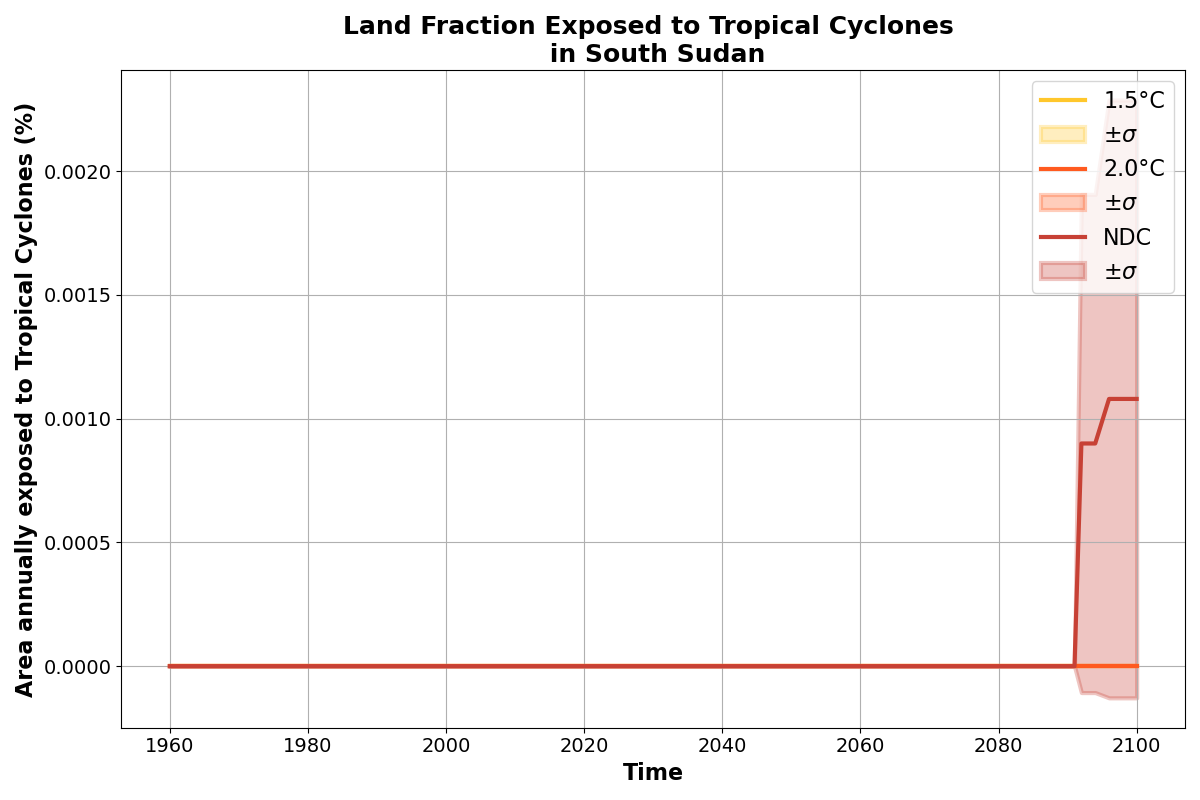 Land Fraction Exposed to Tropical Cyclones
in South Sudan
Area annually exposed to Tropical Cyclones (%)
0.0020
0.0015
0.0010
0.0005
0.0000
1.5°C
±σ
2.0°C
±σ
NDC
±σ
1960
1980
2000
2020
2040
2060
2080
2100
Time